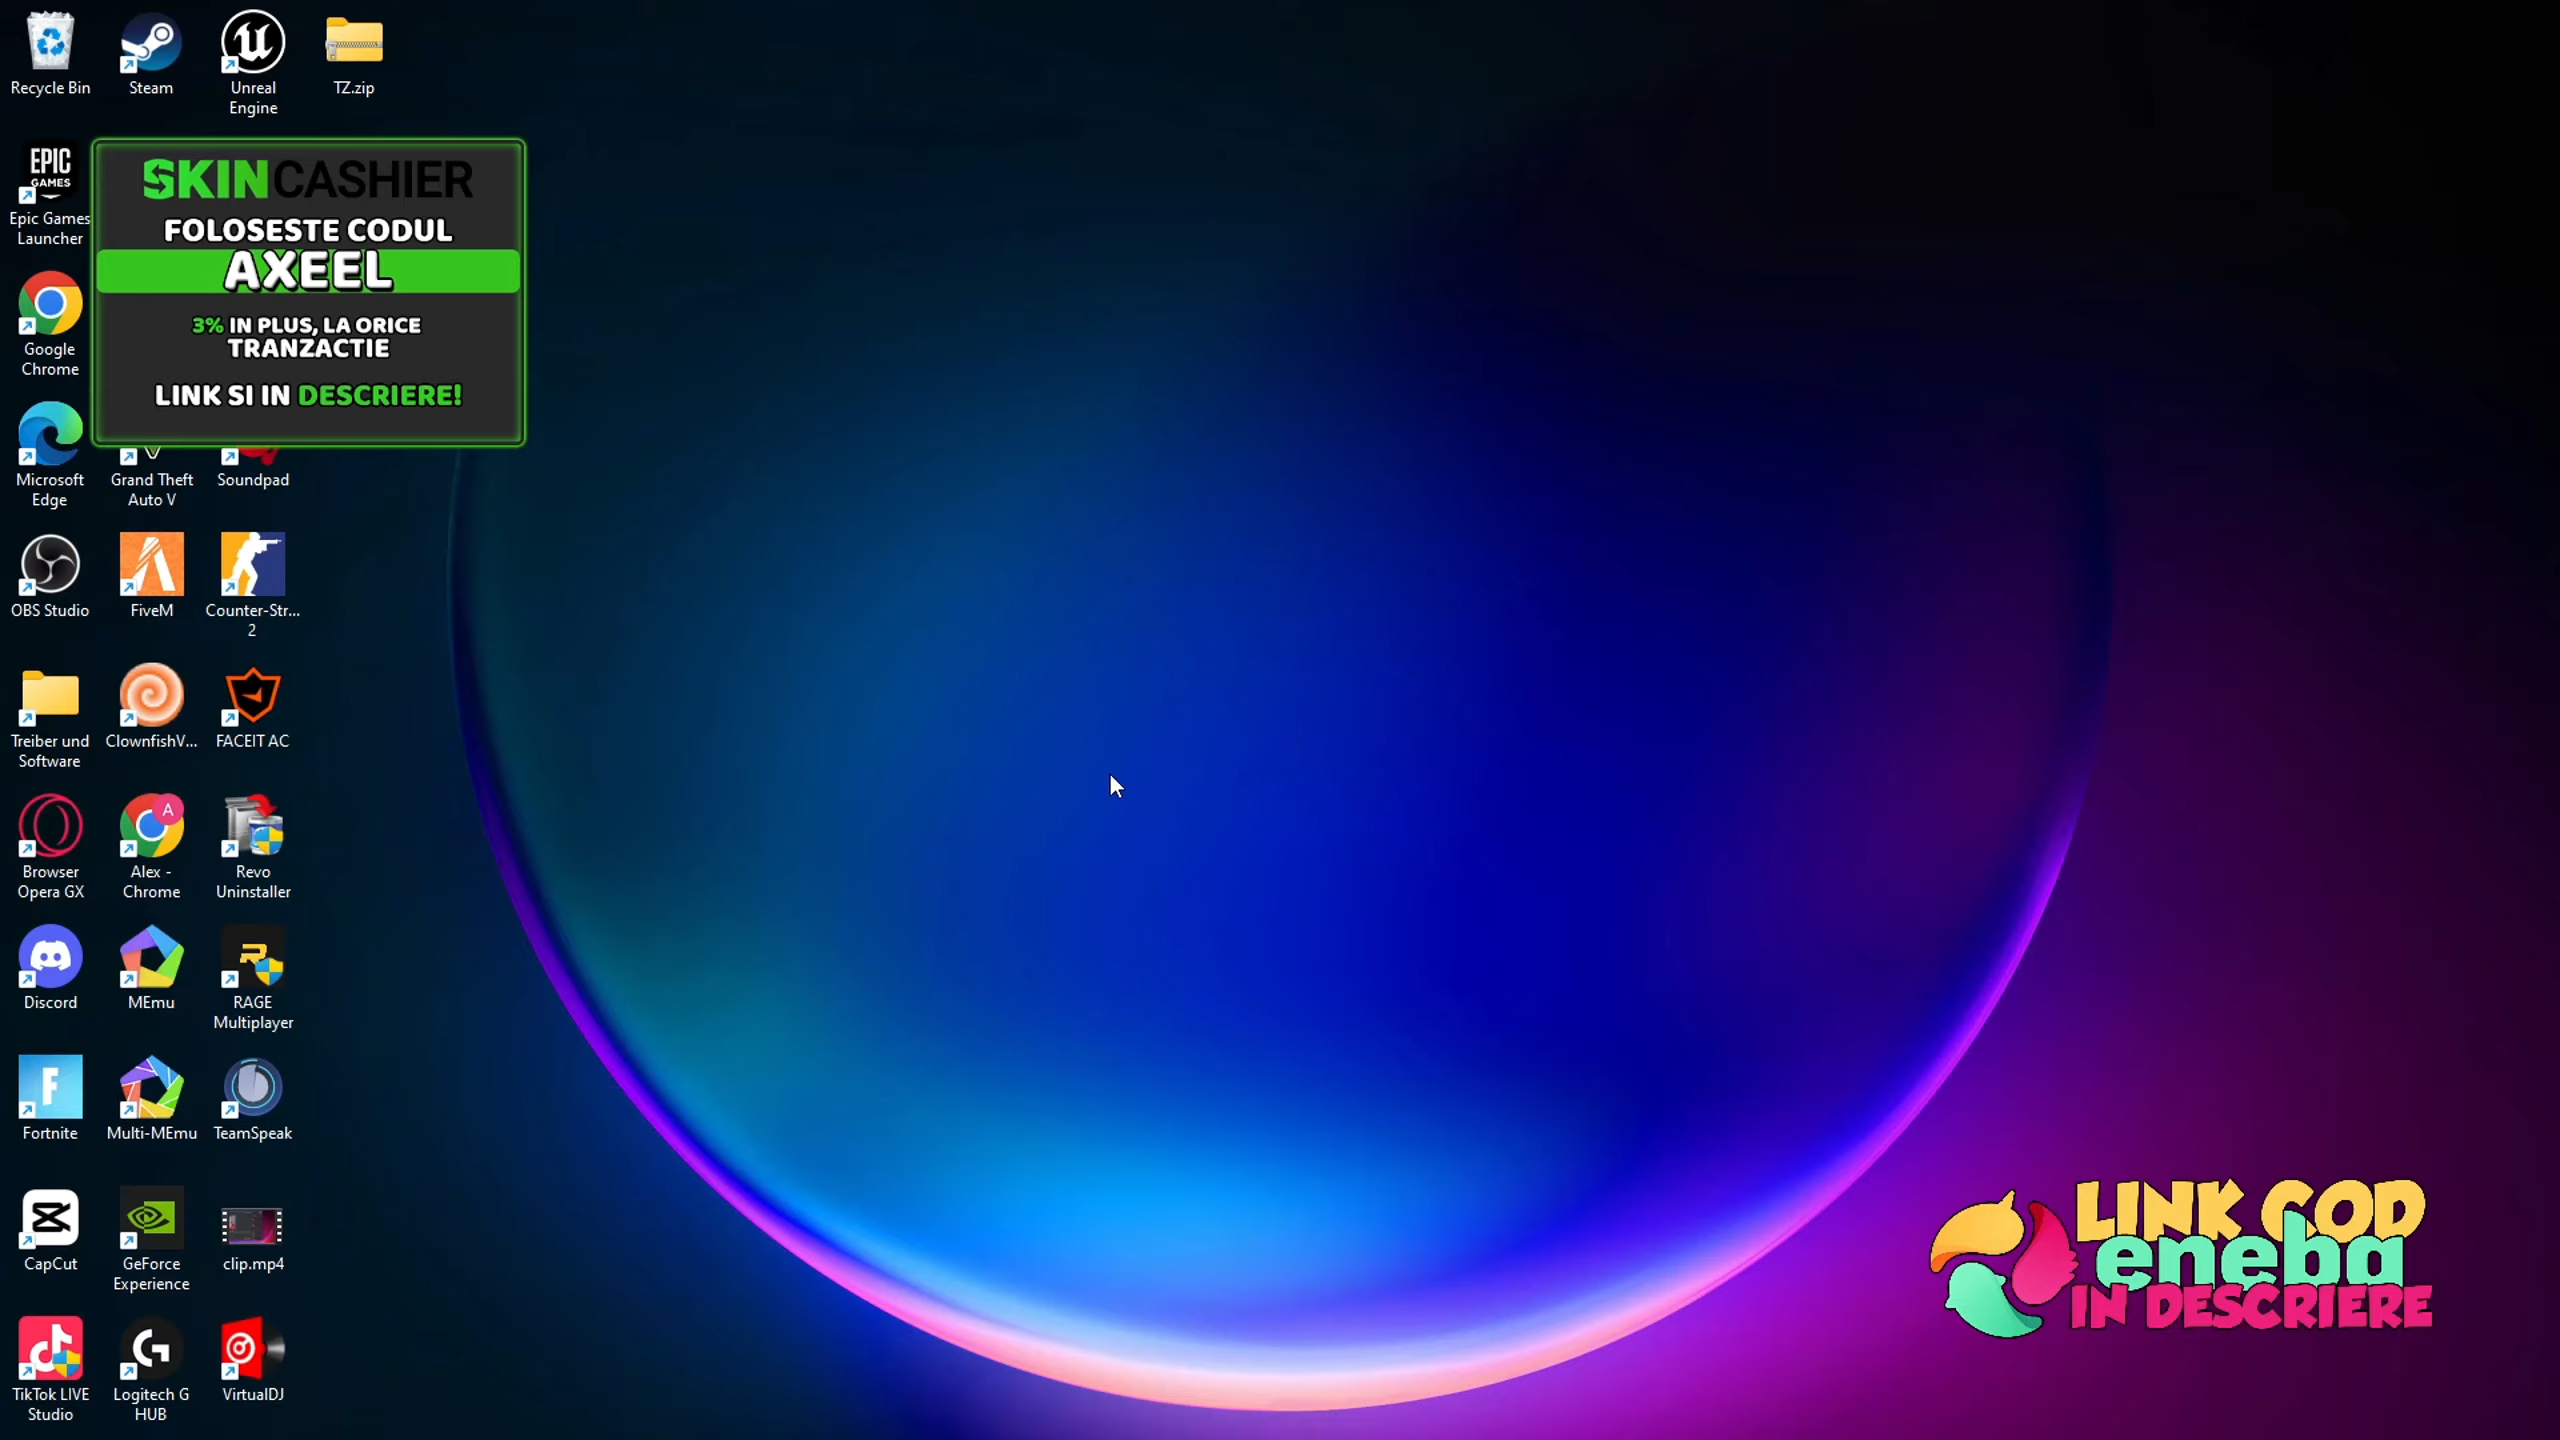 Recycle Bin
Steam
Unreal
Engine
TZ.zip
EPIC
GAMES
Epic Games
Launcher
SKINCASHIER
FOLOSESTE CODUL
AXEEL
3% IN PLUS, LA ORICE
TRANZACTIE
LINK SI IN DESCRIERE!
Google
Chrome
Microsoft
Edge
Grand Theft
Auto V
Soundpad
OBS Studio
FiveM
Counter-Str...
2
Treiber und
Software
ClownfishV...
FACEIT AC
Browser
Opera GX
A
Alex -
Chrome
Revo
Uninstaller
Discord
MEmu
RAGE
Multiplayer
Fortnite
Multi-MEmu
TeamSpeak
CapCut
GeForce
Experience
clip.mp4
TikTok LIVE
Studio
Logitech G
HUB
VirtualDJ
LINK COD
eneba
IN DESCRIERE